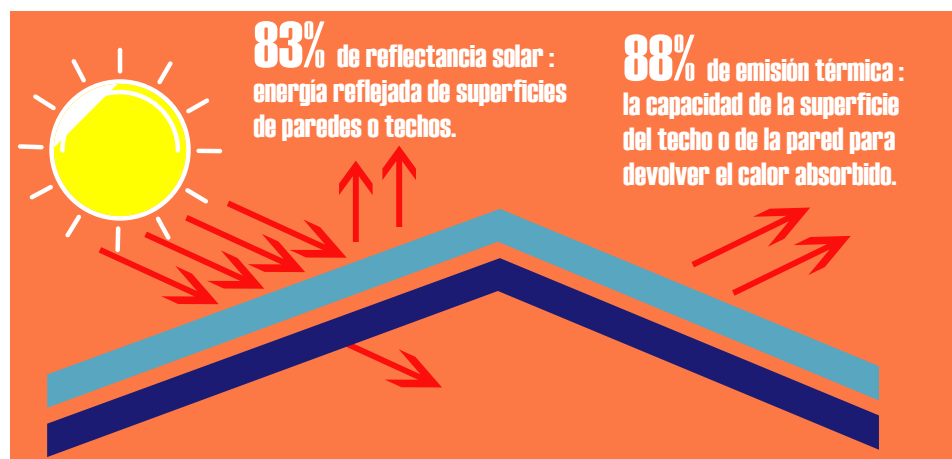 83% de reflectancia solar :
energía reflejada de superficies
de paredes o techos.
88% de emisión térmica :
la capacidad de la superficie
del techo o de la pared para
devolver el calor absorbido.